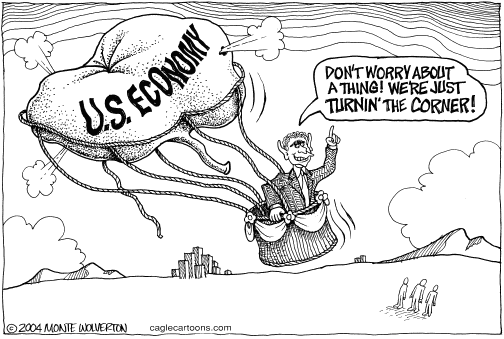 U.S. ECONOMY
DON'T WORRY ABOUT
A THING! WE'RE JUST
TURNIN' THE CORNER!
© 2004 MONTE WOLVERTON caglecartoons.com